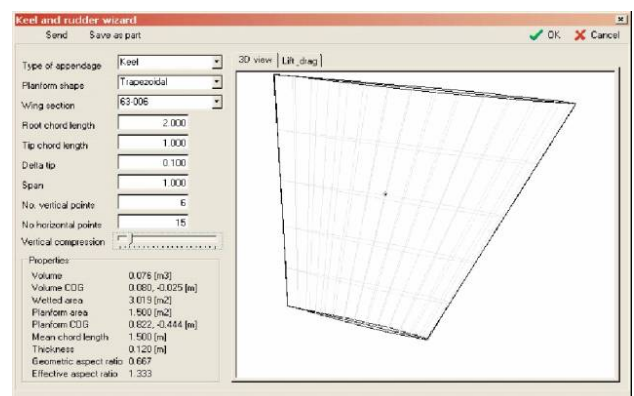 Keel and rudder wizard
Send Save as part OK Cancel
Type of appendage Keel
Planform shape Trapezoidal
Wing section 63-006
Root chord length 2.000
Tip chord length 1.000
Delta tip 0.100
Span 1.000
No. vertical points 6
No horizontal points 15
Vertical compression
Properties
Volume 0.076 [m3]
Volume COG 0.080, -0.025 [m]
Wetted area 3.019 [m2]
Planform area 1.500 [m2]
Planform COG 0.822, -0.444 [m]
Mean chord length 1.500 [m]
Thickness 0.120 [m]
Geometric aspect ratio 0.667
Effective aspect ratio 1.333
3D view Lift_drag